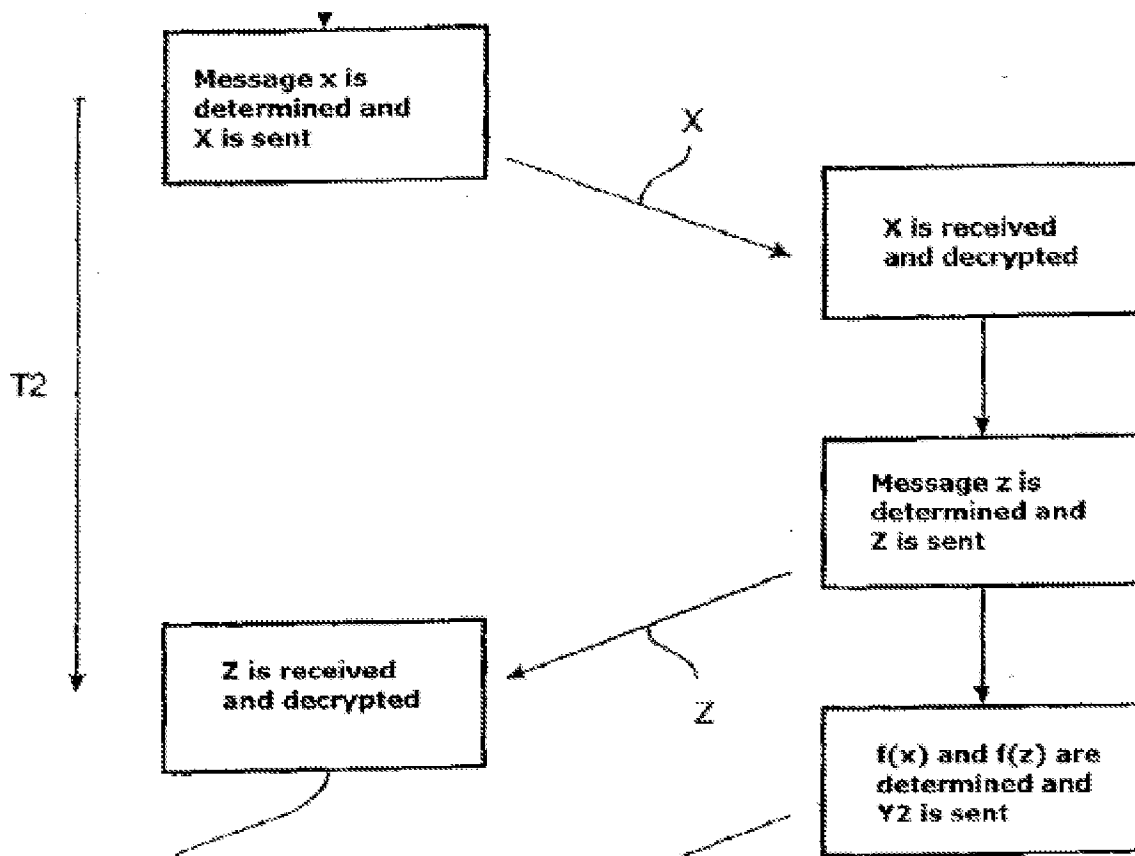 Message x is
determined and
X is sent
X
X is received
and decrypted
T2
Message z is
determined and
Z is sent
Z is received
and decrypted
Z
f(x) and f(z) are
determined and
Y2 is sent